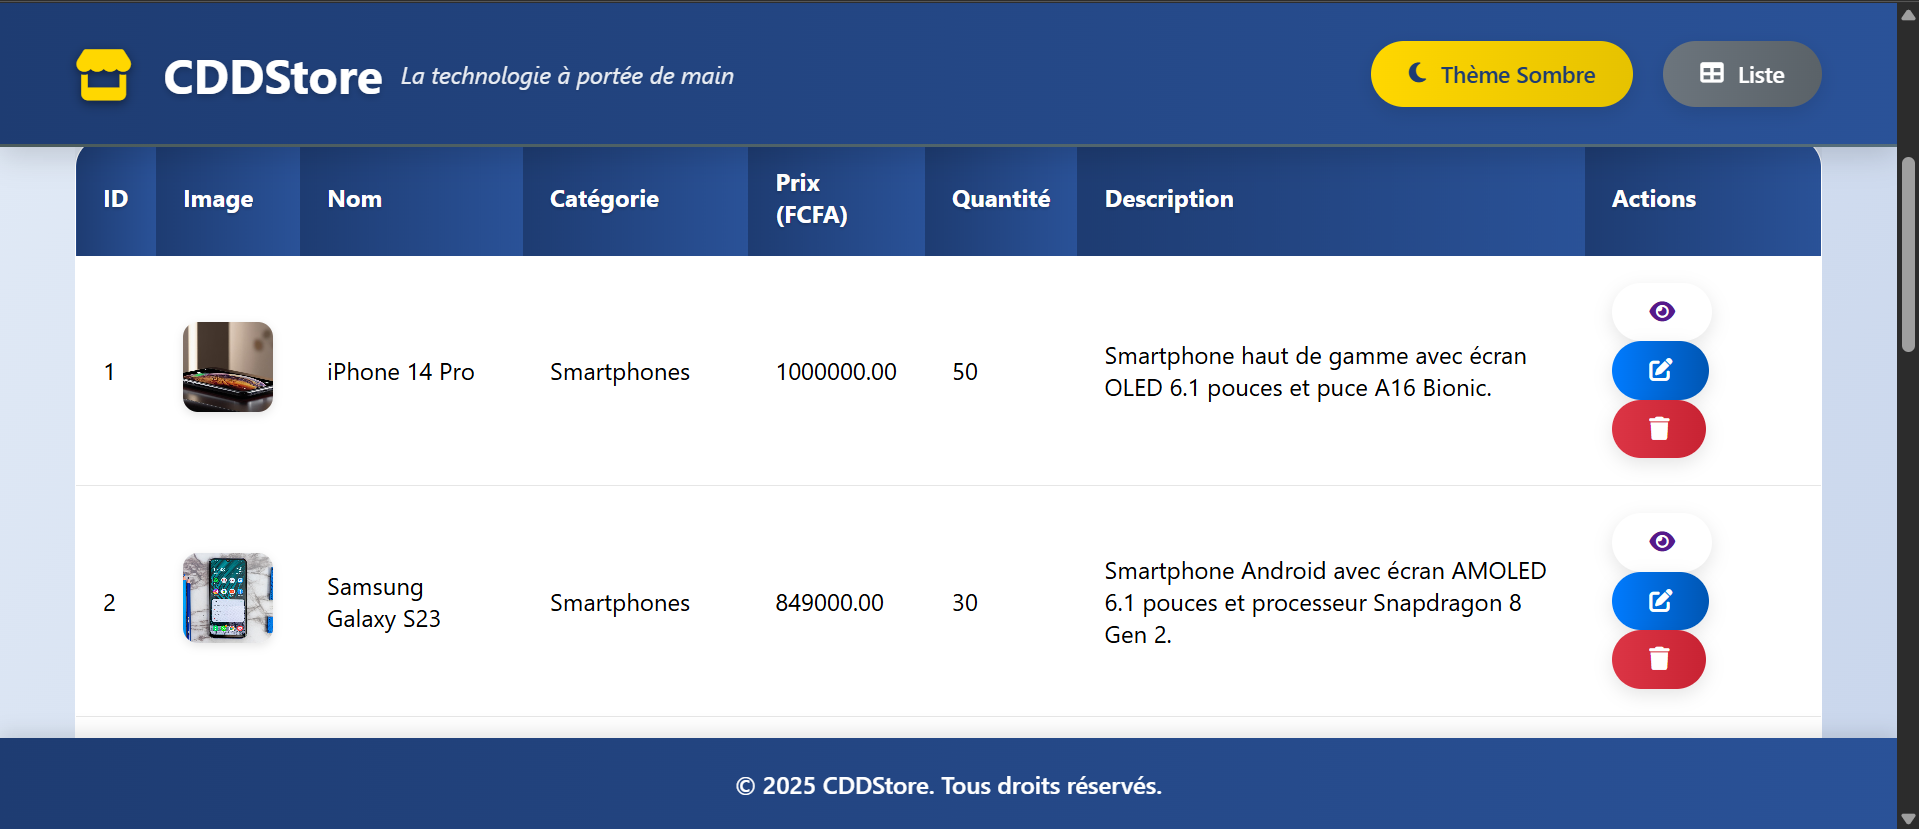 CDDStore La technologie à portée de main
Thème Sombre
Liste
ID
Image
Nom
Catégorie
Prix
(FCFA)
Quantité
Description
Actions
1
iPhone 14 Pro
Smartphones
1000000.00
50
Smartphone haut de gamme avec écran
OLED 6.1 pouces et puce A16 Bionic.
2
Samsung
Galaxy S23
Smartphones
849000.00
30
Smartphone Android avec écran AMOLED
6.1 pouces et processeur Snapdragon 8
Gen 2.
© 2025 CDDStore. Tous droits réservés.